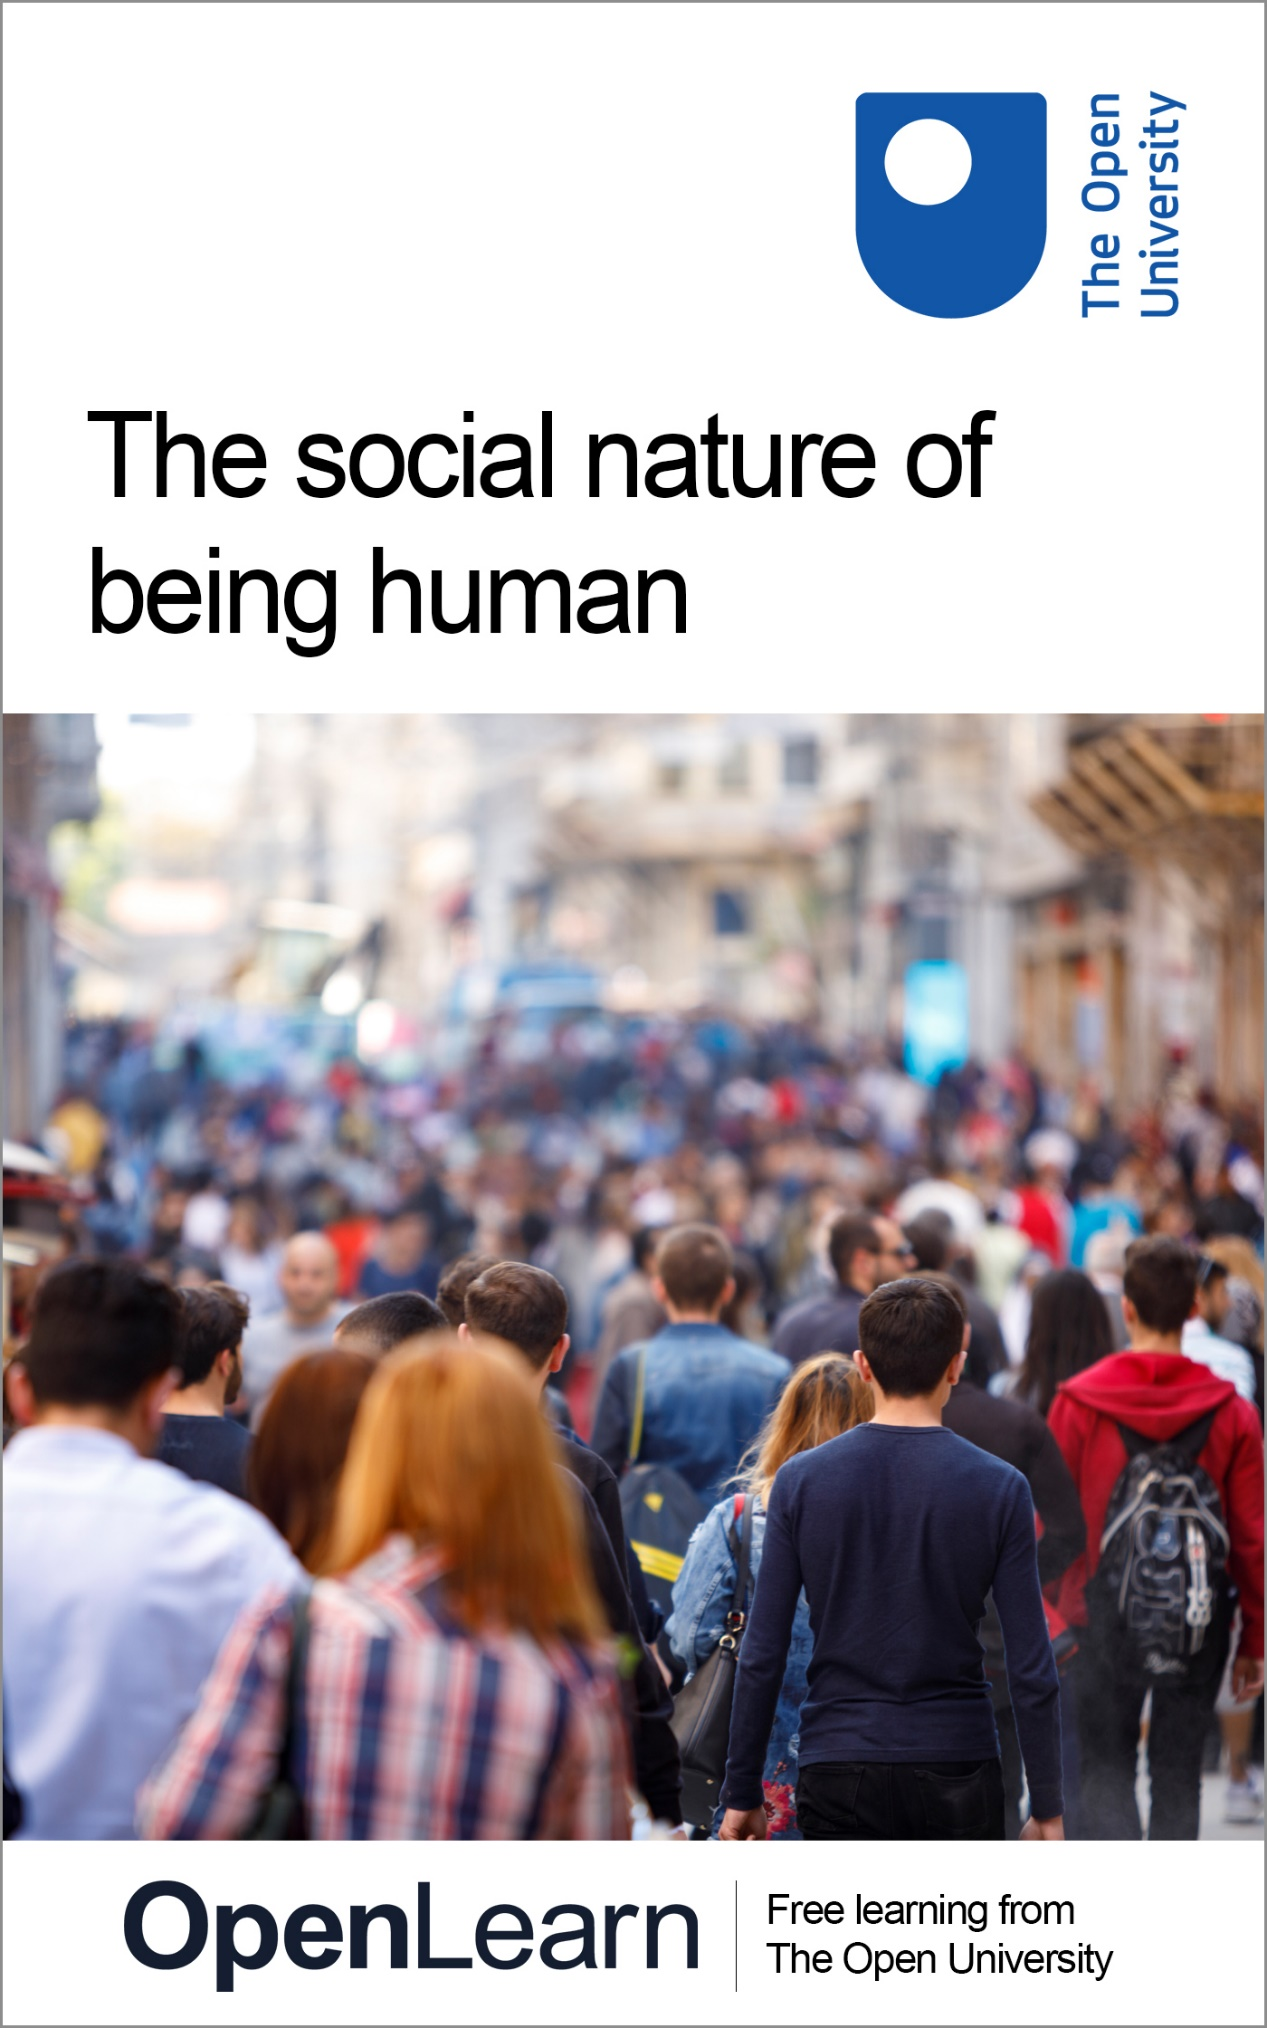 The Open
University
The social nature of
being human
OpenLearn
Free learning from
The Open University